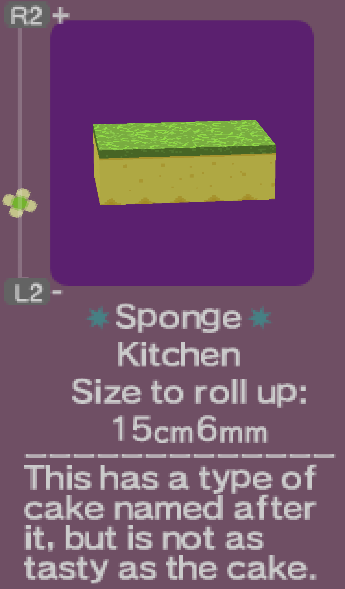 R2 +
L2 -
Sponge
Kitchen
Size to roll up:
15cm6mm
This has a type of
cake named after
it, but is not as
tasty as the cake.